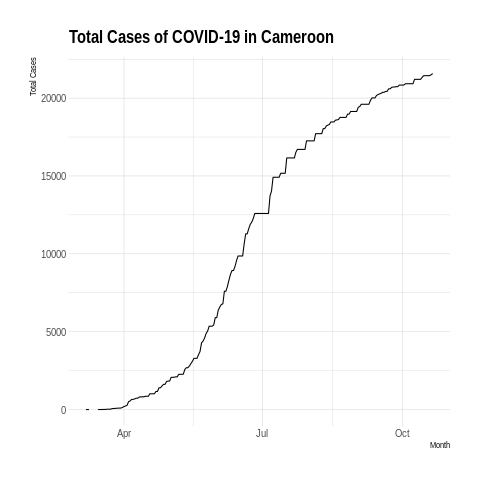 Total Cases of COVID-19 in Cameroon
Total Cases
20000
15000
10000
5000
0
Apr
Jul
Oct
Month